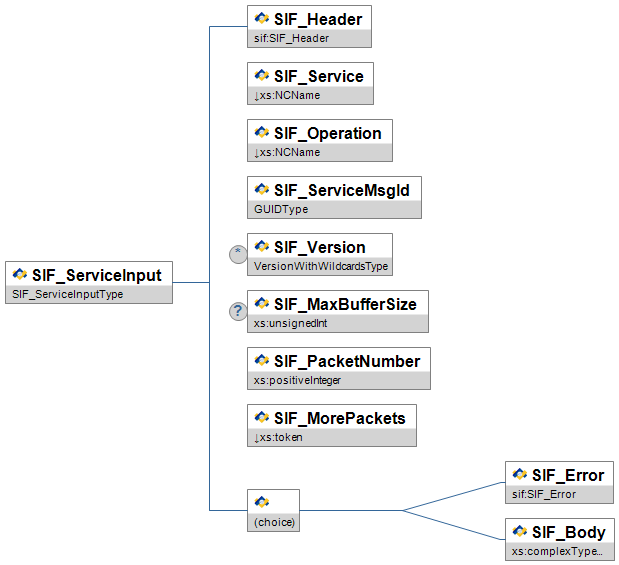 SIF_Header
sif:SIF_Header
SIF_Service
↓xs:NCName
SIF_Operation
↓xs:NCName
SIF_ServiceMsgId
GUIDType
*
SIF_Version
VersionWithWildcardsType
SIF_ServiceInput
SIF_ServiceInputType
?
SIF_MaxBufferSize
xs:unsignedInt
SIF_PacketNumber
xs:positiveInteger
SIF_MorePackets
↓xs:token
SIF_Error
sif:SIF_Error
(choice)
SIF_Body
xs:complexType...